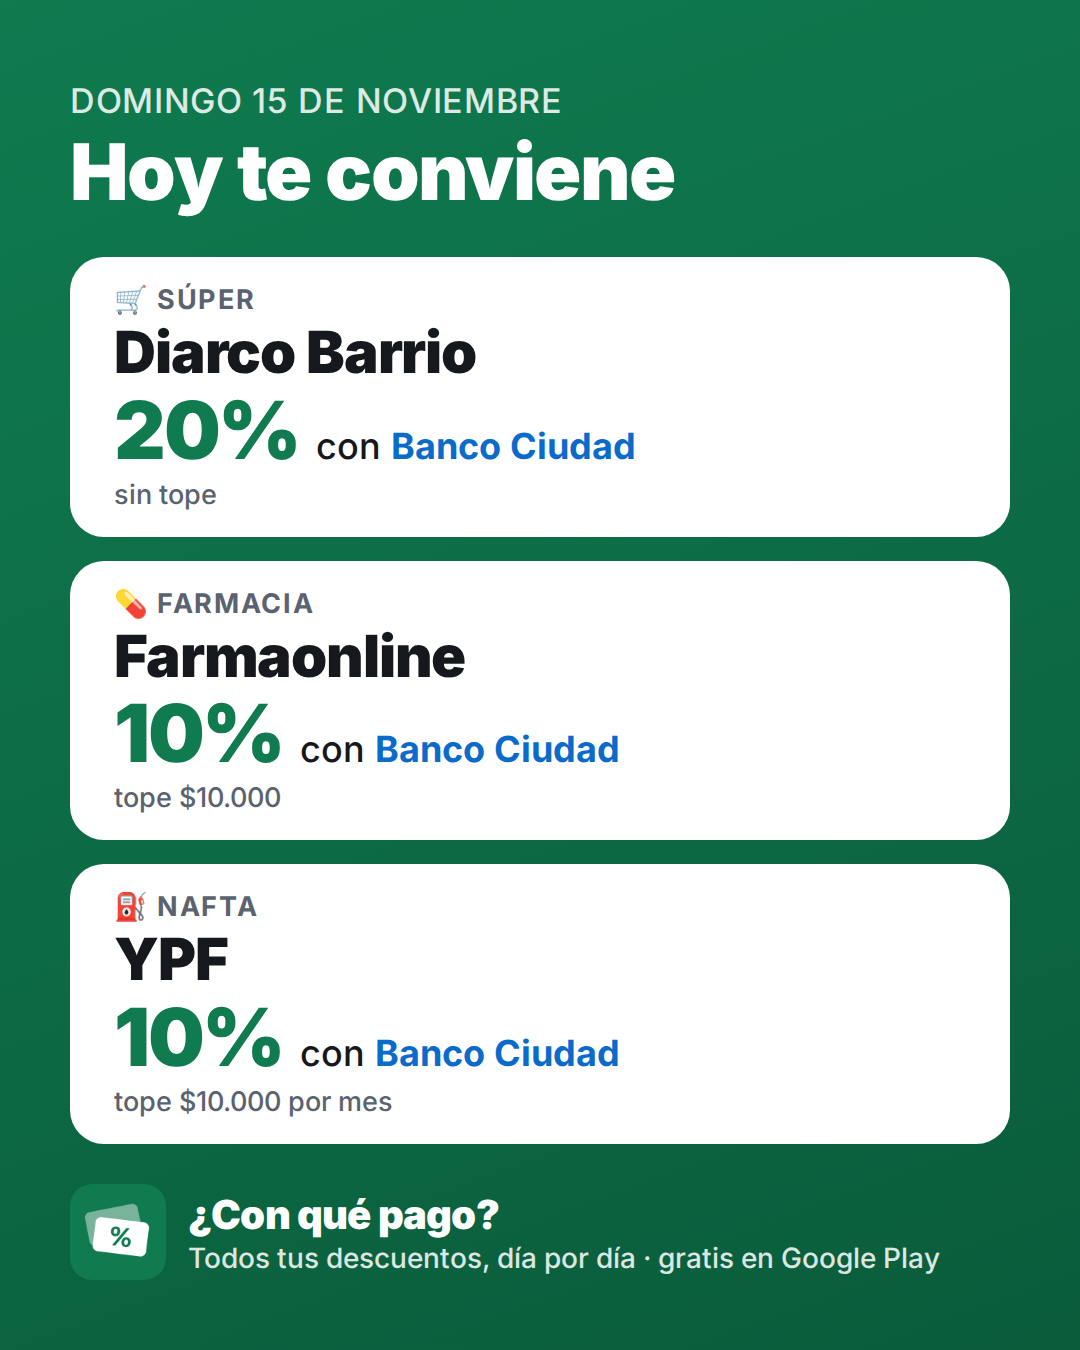 DOMINGO 15 DE NOVIEMBRE
Hoy te conviene
🛒 SÚPER
Diarco Barrio
20% con Banco Ciudad
sin tope
💊 FARMACIA
Farmaonline
10% con Banco Ciudad
tope $10.000
⛽ NAFTA
YPF
10% con Banco Ciudad
tope $10.000 por mes
%
¿Con qué pago?
Todos tus descuentos, día por día · gratis en Google Play